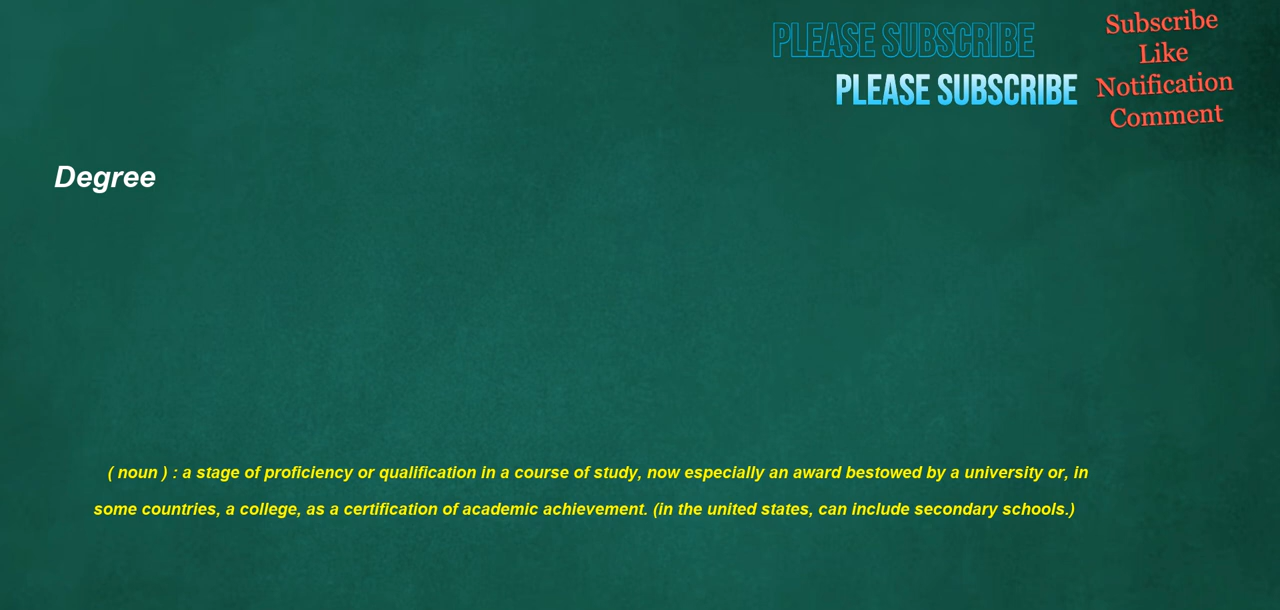 PLEASE SUBSCRIBE
PLEASE SUBSCRIBE
Subscribe
Like
Notification
Comment
Degree
( noun ) : a stage of proficiency or qualification in a course of study, now especially an award bestowed by a university or, in
some countries, a college, as a certification of academic achievement. (in the united states, can include secondary schools.)